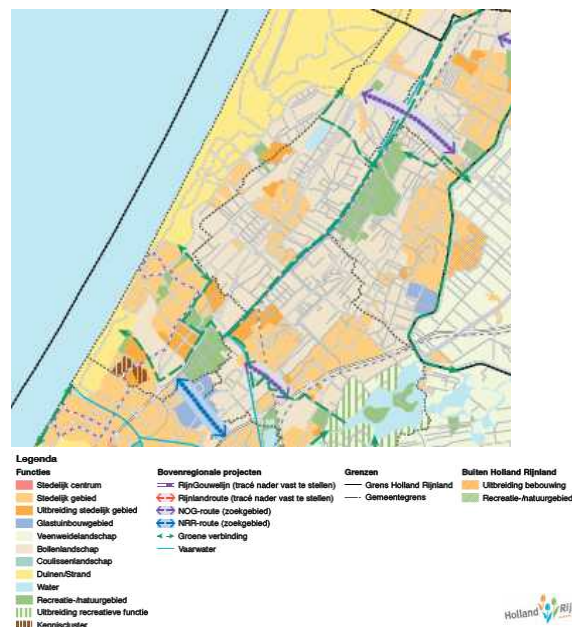 Legenda
Functies
Stedelijk centrum
Stedelijk gebied
Uitbreiding stedelijk gebied
Glastuinbouwgebied
Veenweidelandschap
Bollenlandschap
Coulissenlandschap
Duinen/Strand
Water
Recreatie-/natuurgebied
Uitbreiding recreatieve functie
Kenniscluster
Bovenregionale projecten
RijnGouwelijn (tracé nader vast te stellen)
Rijnlandroute (tracé nader vast te stellen)
NOG-route (zoekgebied)
NRR-route (zoekgebied)
Groene verbinding
Vaarwater
Grenzen
Grens Holland Rijnland
Gemeentegrens
Buiten Holland Rijnland
Uitbreiding bebouwing
Recreatie-/natuurgebied
Holland Rij